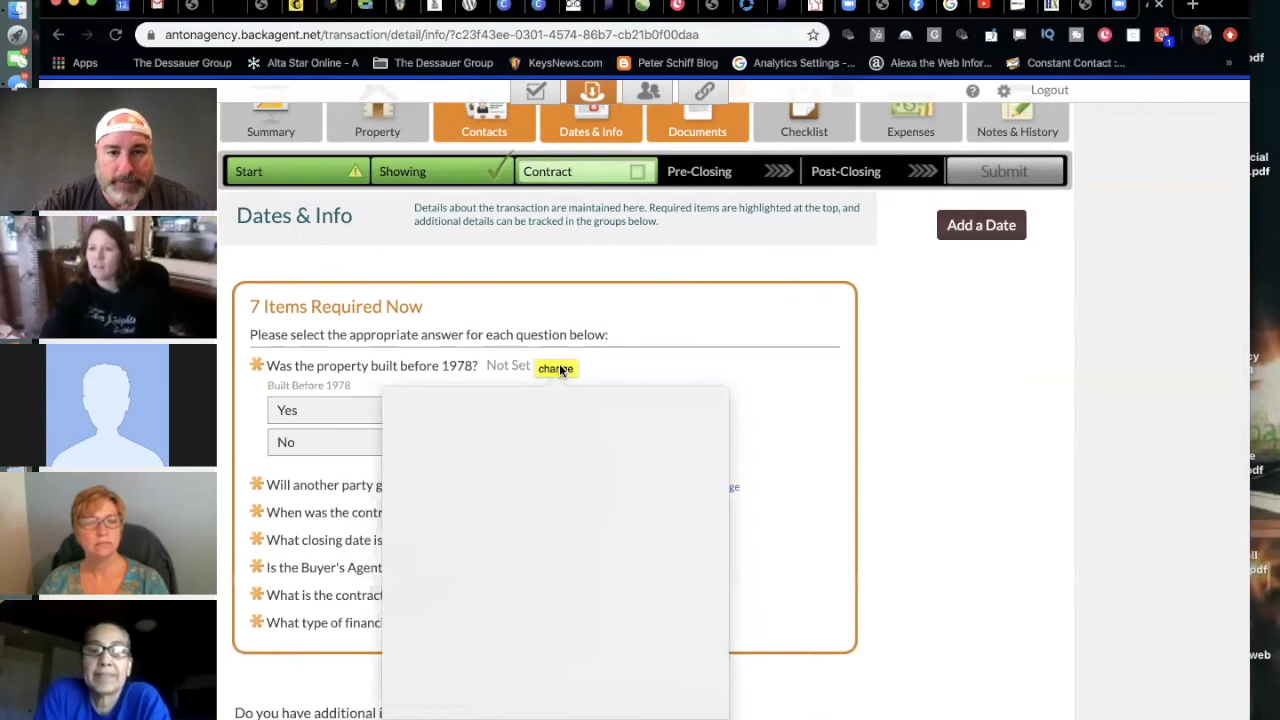 antonagency.backagent.net/transaction/detail/info/?c23f43ee-0301-4574-86b7-cb21b0f00daa
Apps
The Dessauer Group
Alta Star Online - A
The Dessauer Group
KeysNews.com
Peter Schiff Blog
Analytics Settings -...
Alexa the Web Infor...
Constant Contact :...
»
Logout
Summary
Property
Contacts
Dates & Info
Documents
Checklist
Expenses
Notes & History
Start
Showing
Contract
Pre-Closing
Post-Closing
Submit
Dates & Info
Details about the transaction are maintained here. Required items are highlighted at the top, and
additional details can be tracked in the groups below.
Add a Date
7 Items Required Now
Please select the appropriate answer for each question below:
Was the property built before 1978? Not Set change
Built Before 1978
Yes
No
Will another party g
ge
When was the contr
What closing date is
Is the Buyer's Agent
What is the contract
What type of financi
Do you have additional i
cial
.pdf
pdf
pdf
web